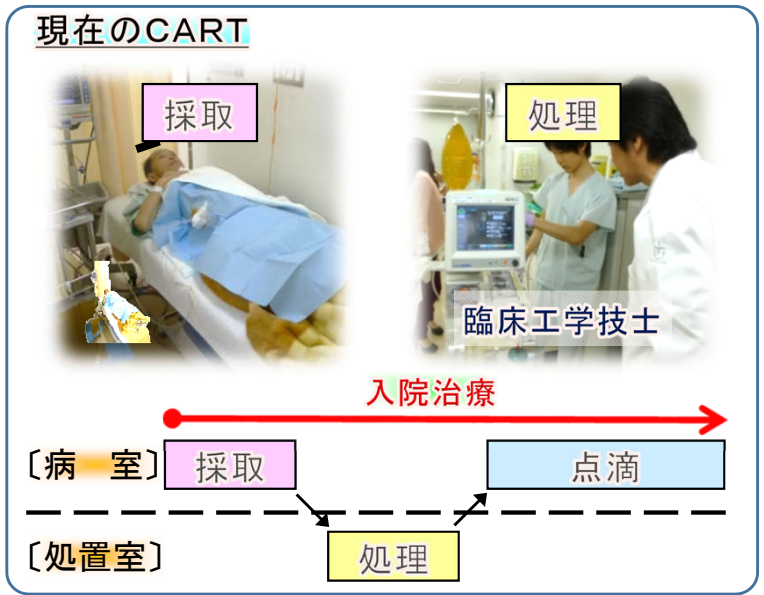 現在のCART
採取
処理
臨床工学技士
入院治療
〔病 室〕
採取
点滴
〔処置室〕
処理